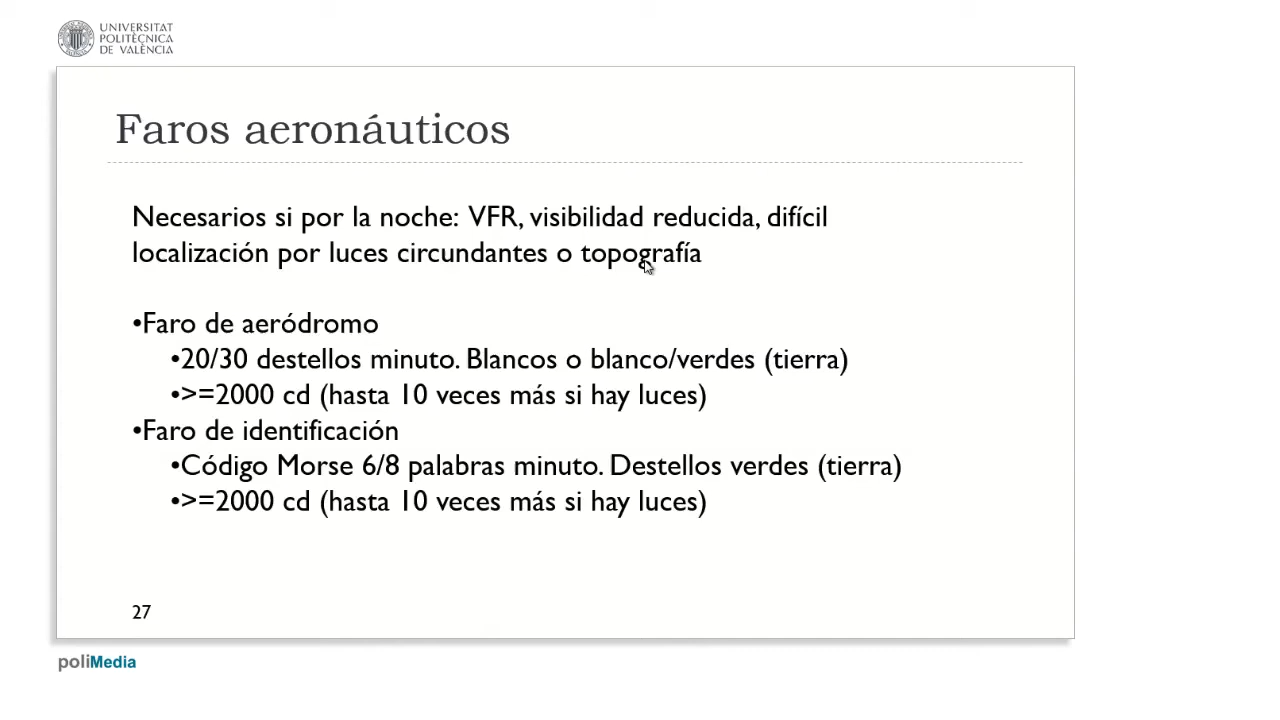 UNIVERSITAT
POLITÈCNICA
DE VALÈNCIA
Faros aeronáuticos
Necesarios si por la noche: VFR, visibilidad reducida, difícil
localización por luces circundantes o topografía
•Faro de aeródromo
•20/30 destellos minuto. Blancos o blanco/verdes (tierra)
•>=2000 cd (hasta 10 veces más si hay luces)
•Faro de identificación
•Código Morse 6/8 palabras minuto. Destellos verdes (tierra)
•>=2000 cd (hasta 10 veces más si hay luces)
27
poliMedia